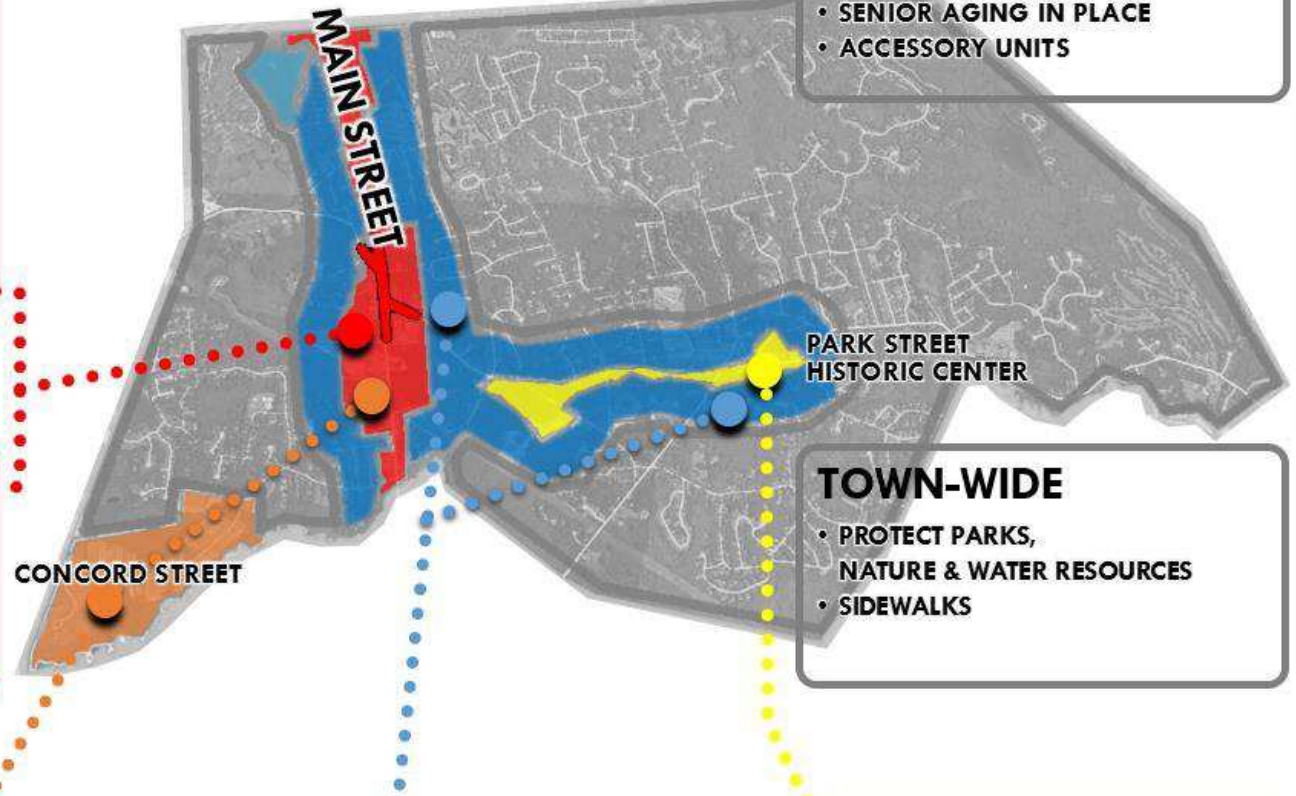 • SENIOR AGING IN PLACE
• ACCESSORY UNITS
MAIN STREET
PARK STREET
HISTORIC CENTER
TOWN-WIDE
• PROTECT PARKS,
NATURE & WATER RESOURCES
• SIDEWALKS
CONCORD STREET